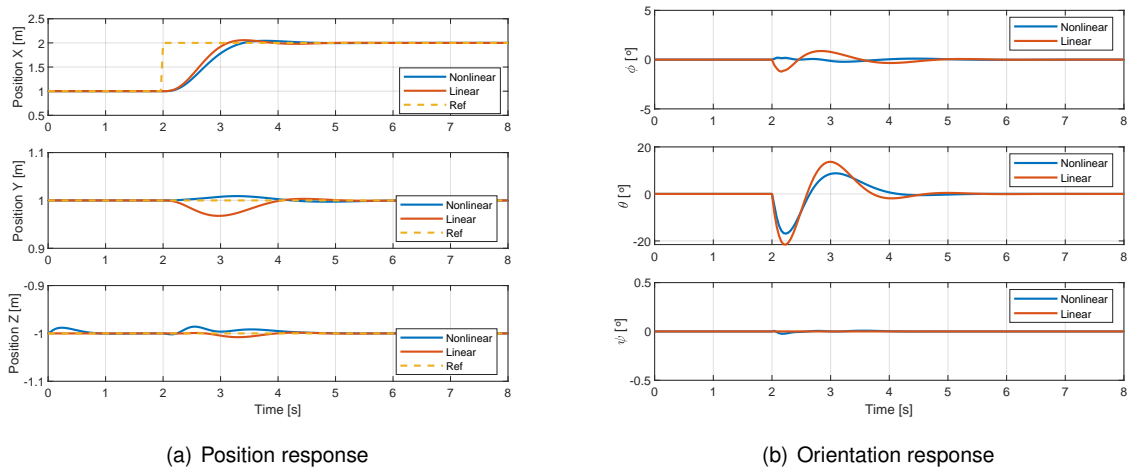 Position X [m]
2.5
2
1.5
1
0.5
Nonlinear
Linear
Ref
0 1 2 3 4 5 6 7 8
Position Y [m]
1.1
1
0.9
Nonlinear
Linear
Ref
0 1 2 3 4 5 6 7 8
Position Z [m]
-0.9
-1
-1.1
Nonlinear
Linear
Ref
0 1 2 3 4 5 6 7 8
Time [s]
(a) Position response
ϕ [°]
5
0
-5
Nonlinear
Linear
0 1 2 3 4 5 6 7 8
θ [°]
20
0
-20
Nonlinear
Linear
0 1 2 3 4 5 6 7 8
ψ [°]
0.5
0
-0.5
Nonlinear
Linear
0 1 2 3 4 5 6 7 8
Time [s]
(b) Orientation response